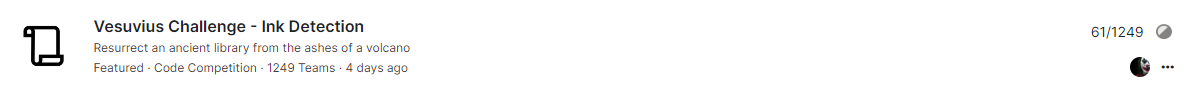 Vesuvius Challenge - Ink Detection
61/1249
Resurrect an ancient library from the ashes of a volcano
Featured · Code Competition · 1249 Teams · 4 days ago